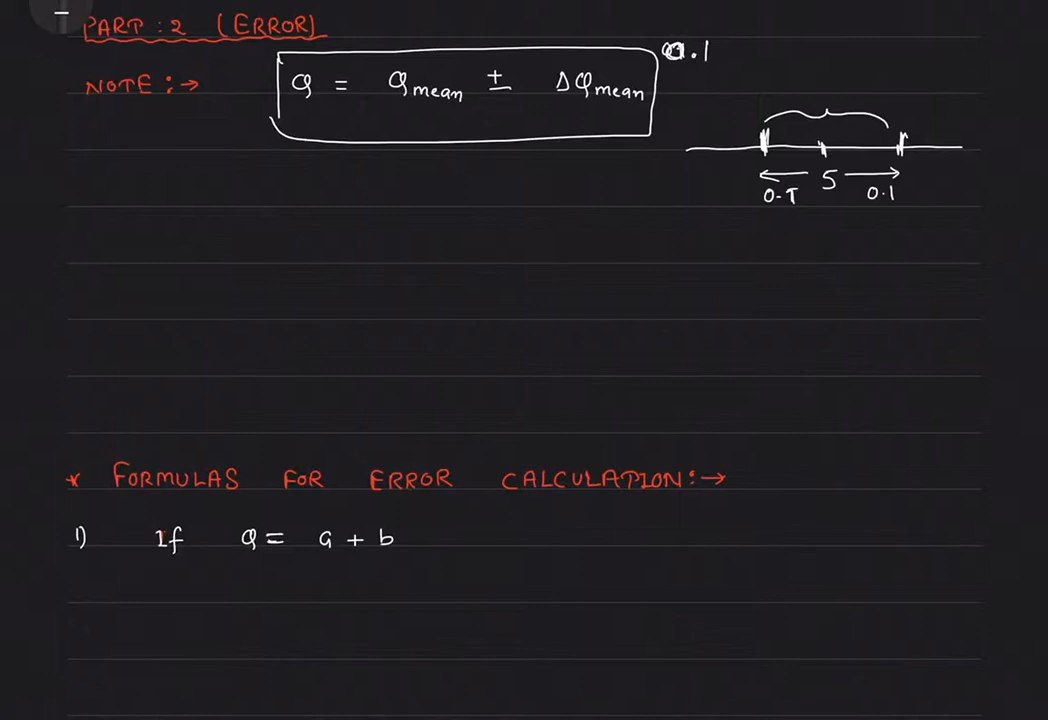 PART : 2 (ERROR)
NOTE :→ Q = Qmean ± ΔQmean 0.1
0.1 5 0.1
* FORMULAS FOR ERROR CALCULATION :→
1) If Q = a + b